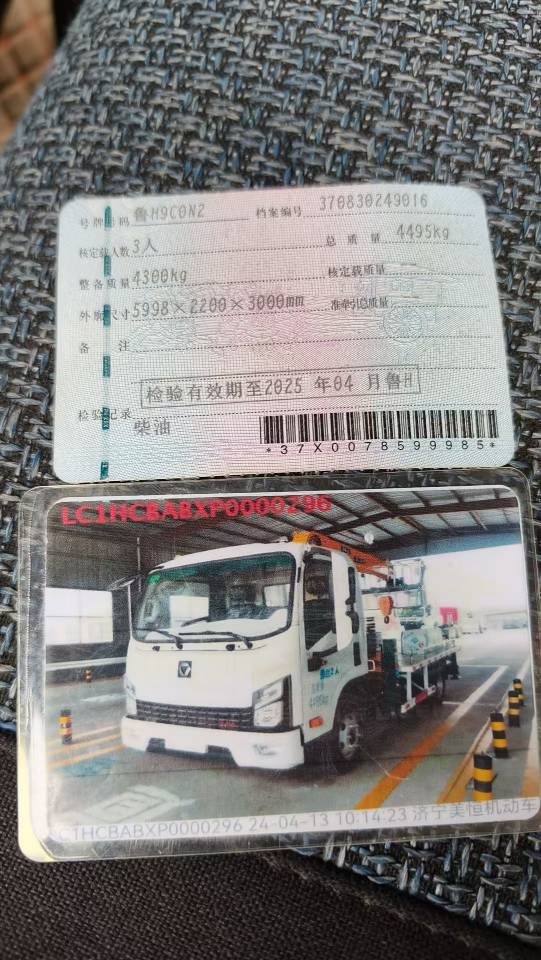 号牌号码 鲁H9C0N2 档案编号 370830249016
核定载人数 3人 总质量 4495kg
整备质量 4300kg 核定载质量
外廓尺寸 5998×2200×3000mm 准牵引总质量
备注
检验有效期至2025 年04 月鲁H
检验记录
柴油
*37X0078599985*
LC1HCBABXP0000296
4495kg
C1HCBABXP0000296 24-04-13 10:14:23 济宁美恒机动车